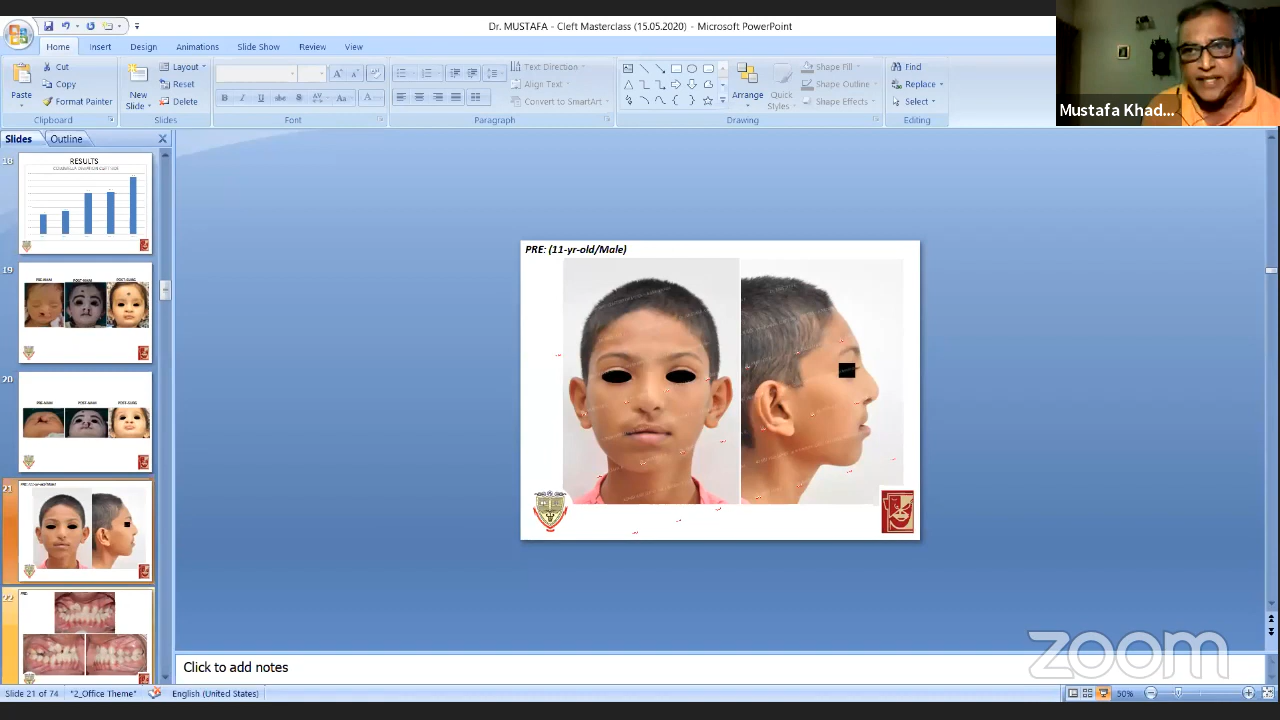 Dr. MUSTAFA - Cleft Masterclass (15.05.2020) - Microsoft PowerPoint
Home Insert Design Animations Slide Show Review View
Paste
Cut
Copy
Format Painter
Clipboard
New Slide
Layout
Reset
Delete
Slides
B I U abc S AV Aa A
Font
Text Direction
Align Text
Convert to SmartArt
Paragraph
Arrange
Quick Styles
Shape Fill
Shape Outline
Shape Effects
Drawing
Find
Replace
Select
Editing
Mustafa Khad...
Slides Outline
18
RESULTS
19
20
21
22
PRE: (11-yr-old/Male)
zoom
Click to add notes
Slide 21 of 74 "2_Office Theme" English (United States) 50%